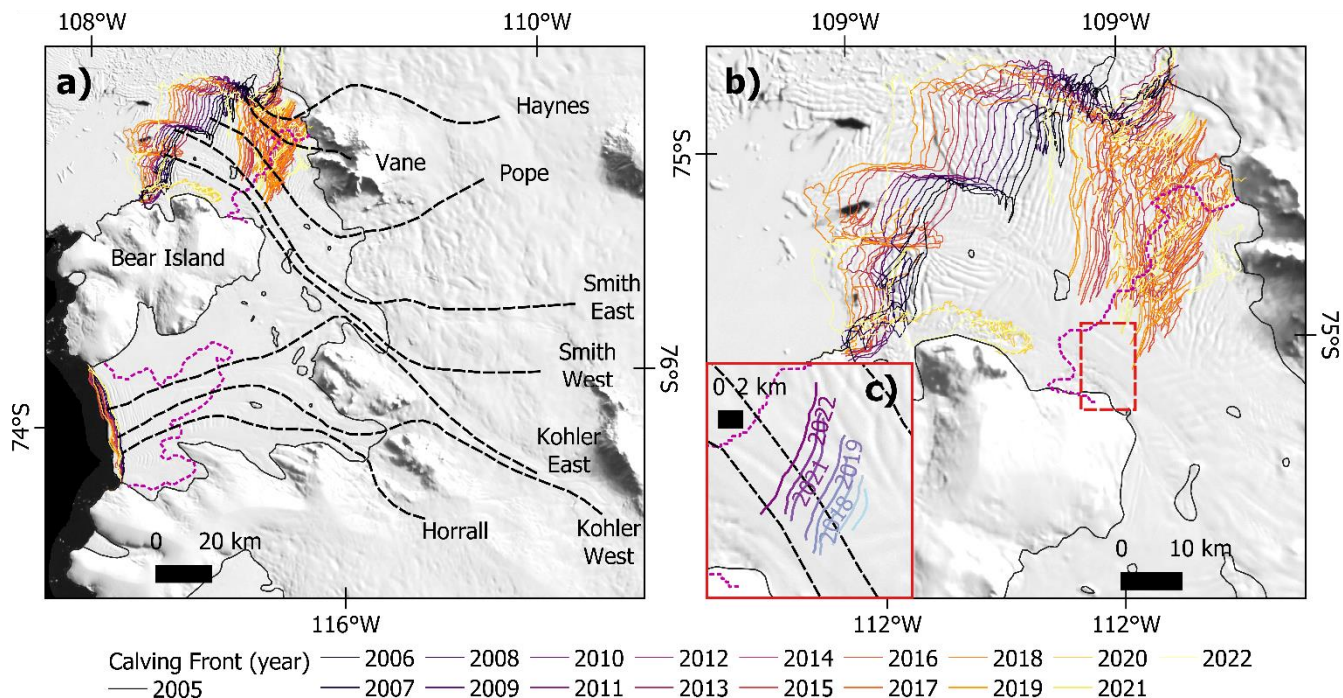 108°W
110°W
109°W
109°W
a)
Haynes
Vane
Pope
Bear Island
Smith
East
Smith
West
Kohler
East
Kohler
West
Horrall
74°S
76°S
0 20 km
116°W
b)
75°S
75°S
0 2 km
c)
2022
2021
2019
2018
0 10 km
112°W
112°W
Calving Front (year)
2005
2006
2007
2008
2009
2010
2011
2012
2013
2014
2015
2016
2017
2018
2019
2020
2021
2022